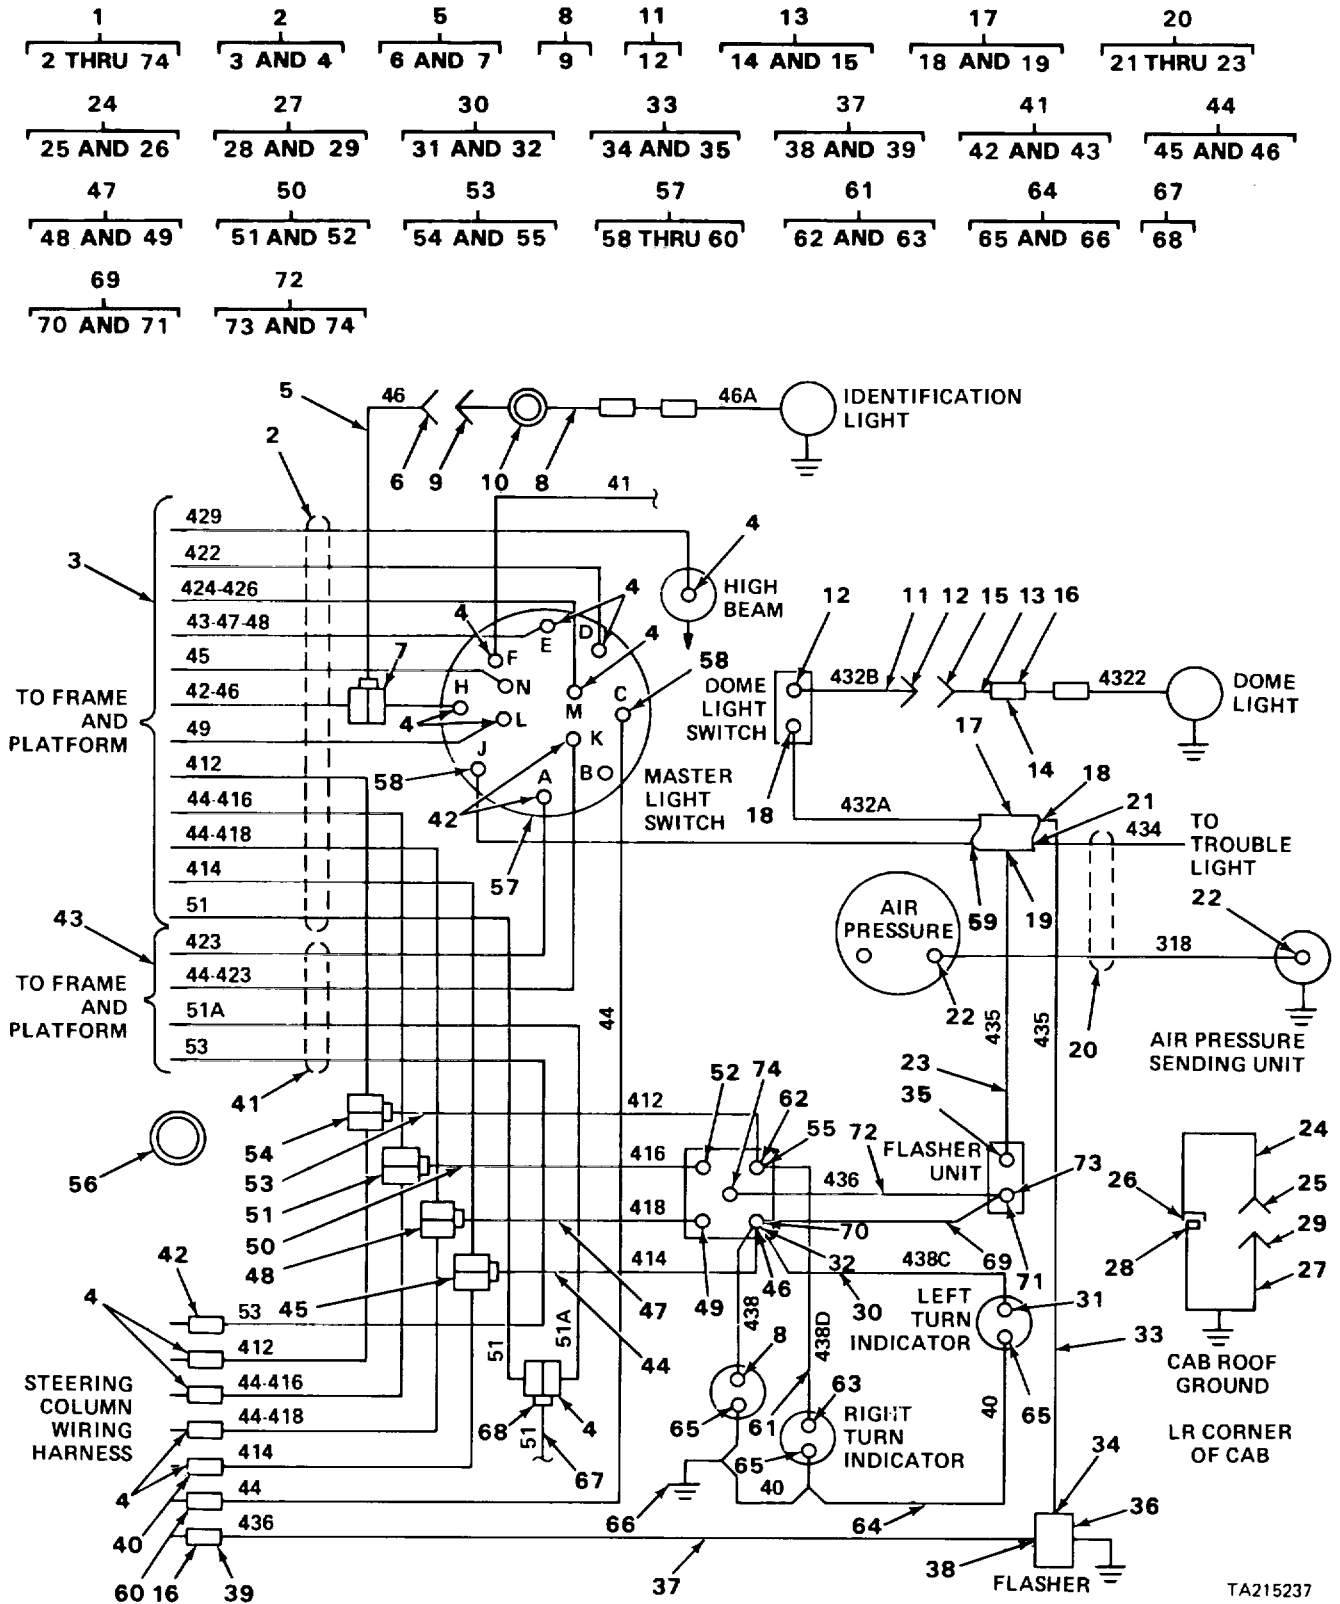 1 2 5 8 11 13 17 20
2 THRU 74 3 AND 4 6 AND 7 9 12 14 AND 15 18 AND 19 21 THRU 23
24 27 30 33 37 41 44
25 AND 26 28 AND 29 31 AND 32 34 AND 35 38 AND 39 42 AND 43 45 AND 46
47 50 53 57 61 64 67
48 AND 49 51 AND 52 54 AND 55 58 THRU 60 62 AND 63 65 AND 66 68
69 72
70 AND 71 73 AND 74
5 46 46A IDENTIFICATION
LIGHT
2
6 9 10 8 41
429 4
3 422
424-426 4 HIGH
BEAM 12 11 12 15 13 16
43-47-48 4 E D 4
45 7 F 58
TO FRAME
AND
PLATFORM
42-46 H N M C DOME
LIGHT
SWITCH
432B 4322 DOME
LIGHT
49 4 L K 17
412 58 J A B MASTER
LIGHT
SWITCH
18 14 18 21
44-416 42 432A 434 TO
TROUBLE
LIGHT
44-418
414 57 59 19 22
43 51 AIR
PRESSURE
423 318
TO FRAME
AND
PLATFORM
44-423
51A 44 22 435 435 20 AIR PRESSURE
SENDING UNIT
53 23
41 52 74 62 35
54 412 55 72 FLASHER
UNIT
73 24
56 53 416 436 26 25
51 418 70 29
50 414 32 438C 69 71 28 27
48 49 46 30
42 45 47 LEFT
TURN
INDICATOR
31
4 53 51 51A 44 438 438D 33
412 8 CAB ROOF
GROUND
STEERING
COLUMN
WIRING
HARNESS
44-416 63 40 65
44-418 68 51 4 65 61 RIGHT
TURN
INDICATOR
34 LR CORNER
OF CAB
414 67 65
4 44 66 40 64 36
40 436
60 16 39 37 38 FLASHER
TA215237